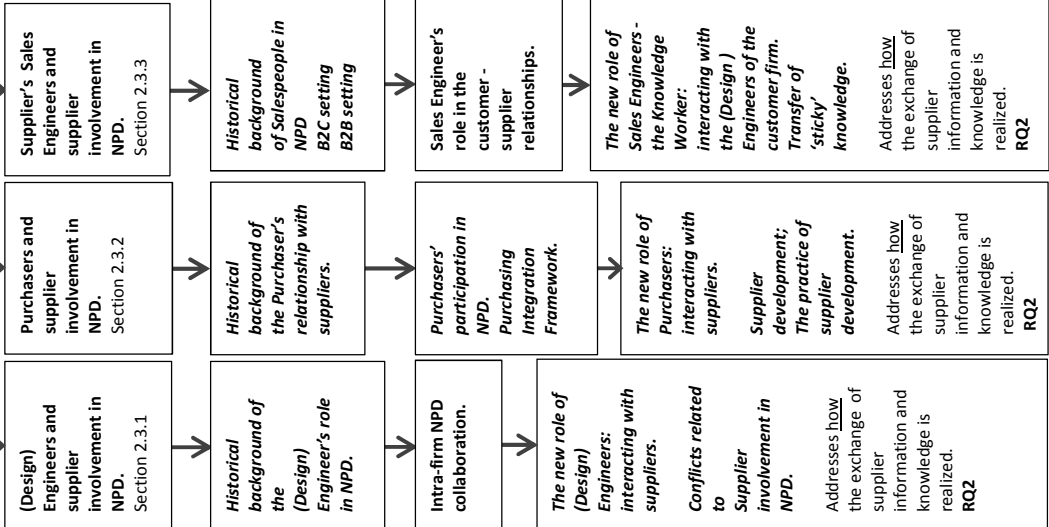 (Design)
Engineers and
supplier
involvement in
NPD.
Section 2.3.1
Historical
background of
the
(Design)
Engineer's role
in NPD.
Intra-firm NPD
collaboration.
The new role of
(Design)
Engineers:
interacting with
suppliers.
Conflicts related
to
Supplier
involvement in
NPD.
Addresses how
the exchange of
supplier
information and
knowledge is
realized.
RQ2
Purchasers and
supplier
involvement in
NPD.
Section 2.3.2
Historical
background of
the Purchaser's
relationship with
suppliers.
Purchasers'
participation in
NPD.
Purchasing
Integration
Framework.
The new role of
Purchasers:
interacting with
suppliers.
Supplier
development;
The practice of
supplier
development.
Addresses how
the exchange of
supplier
information and
knowledge is
realized.
RQ2
Supplier's Sales
Engineers and
supplier
involvement in
NPD.
Section 2.3.3
Historical
background
of Salespeople in
NPD
B2C setting
B2B setting
Sales Engineer's
role in the
customer -
supplier
relationships.
The new role of
Sales Engineers -
the Knowledge
Worker:
interacting with
the (Design )
Engineers of the
customer firm.
Transfer of
'sticky'
knowledge.
Addresses how
the exchange of
supplier
information and
knowledge is
realized.
RQ2